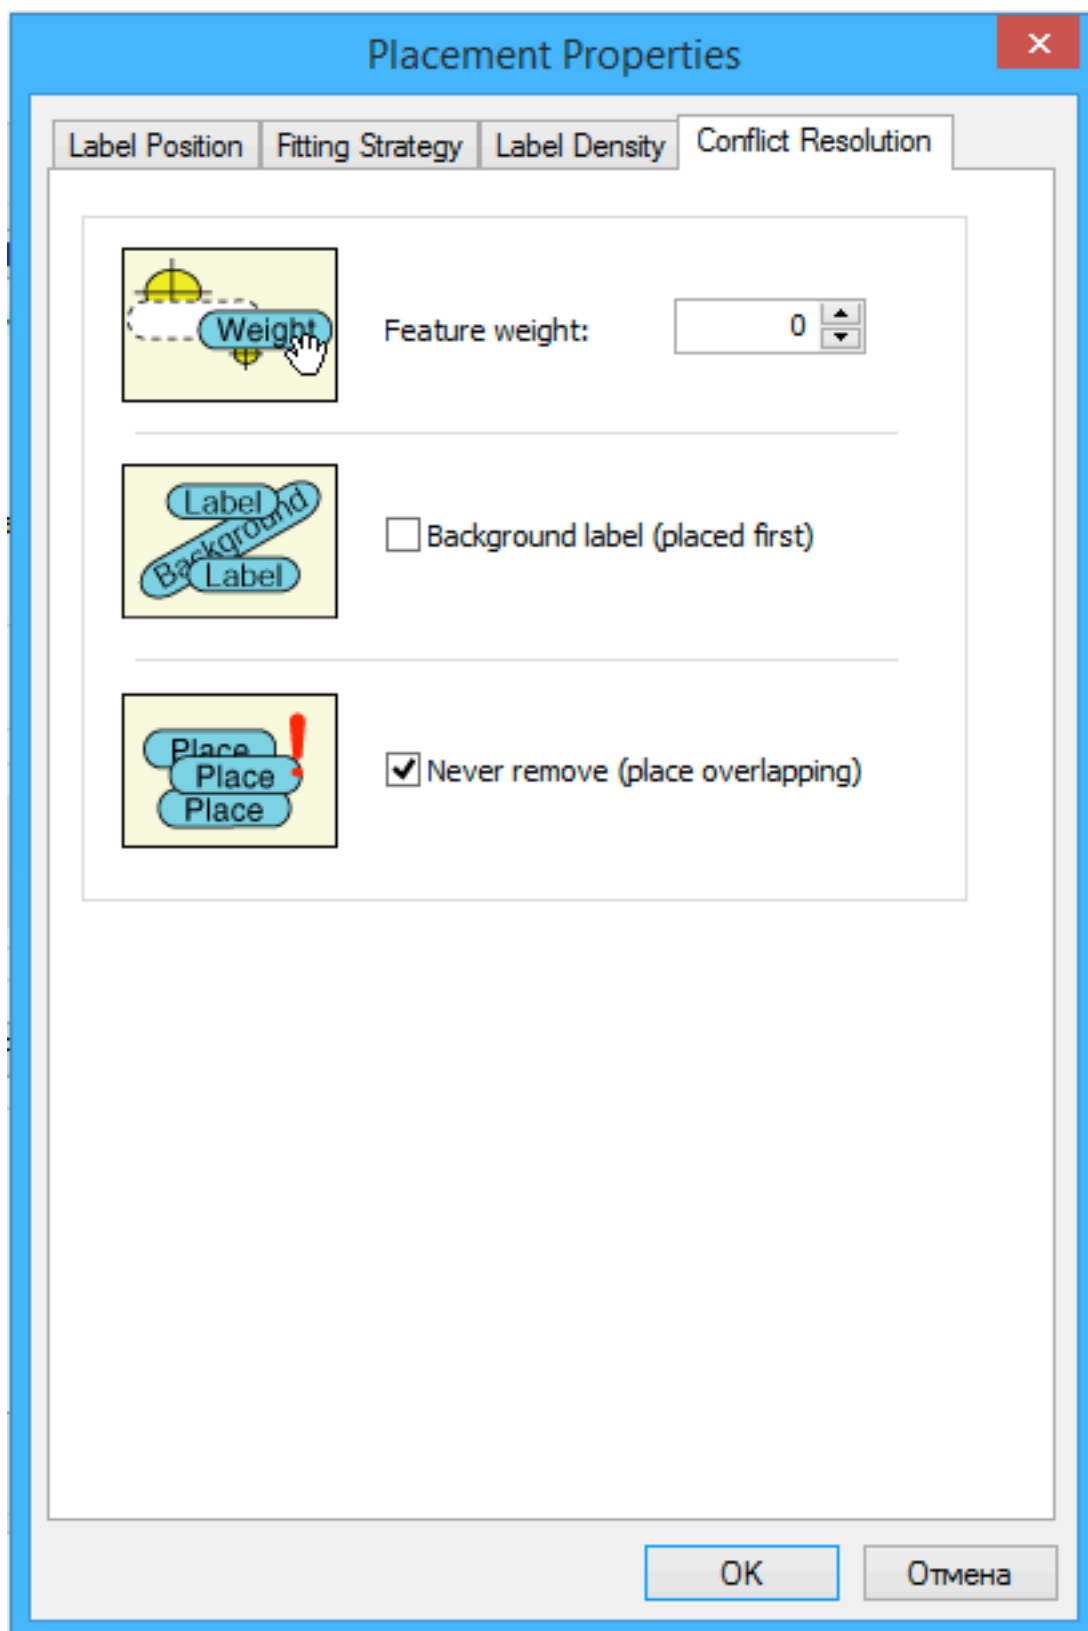 Placement Properties
Label Position Fitting Strategy Label Density Conflict Resolution
Weight
Feature weight: 0
Label
Background
Label
Background label (placed first)
Place
Place
Place
Never remove (place overlapping)
OK Отмена